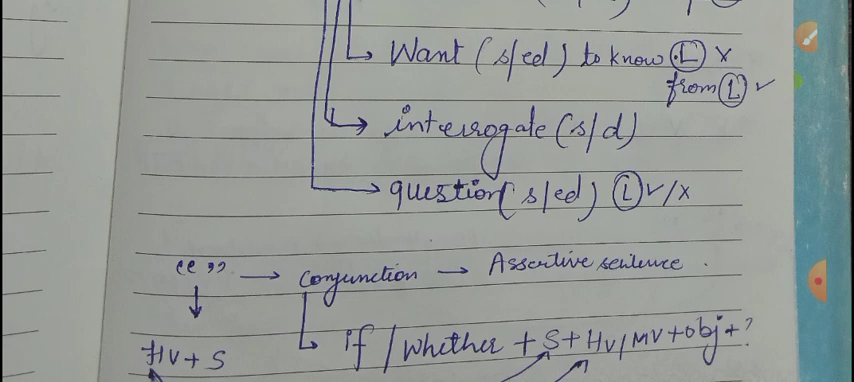 Want (s/ed) to know (L) x
from (L) ✓
interrogate (s/d)
question (s/ed) (L) ✓/x
“ ” → Conjunction → Assertive sentence.
if / Whether + S + HV/MV + obj + ?
HV + S